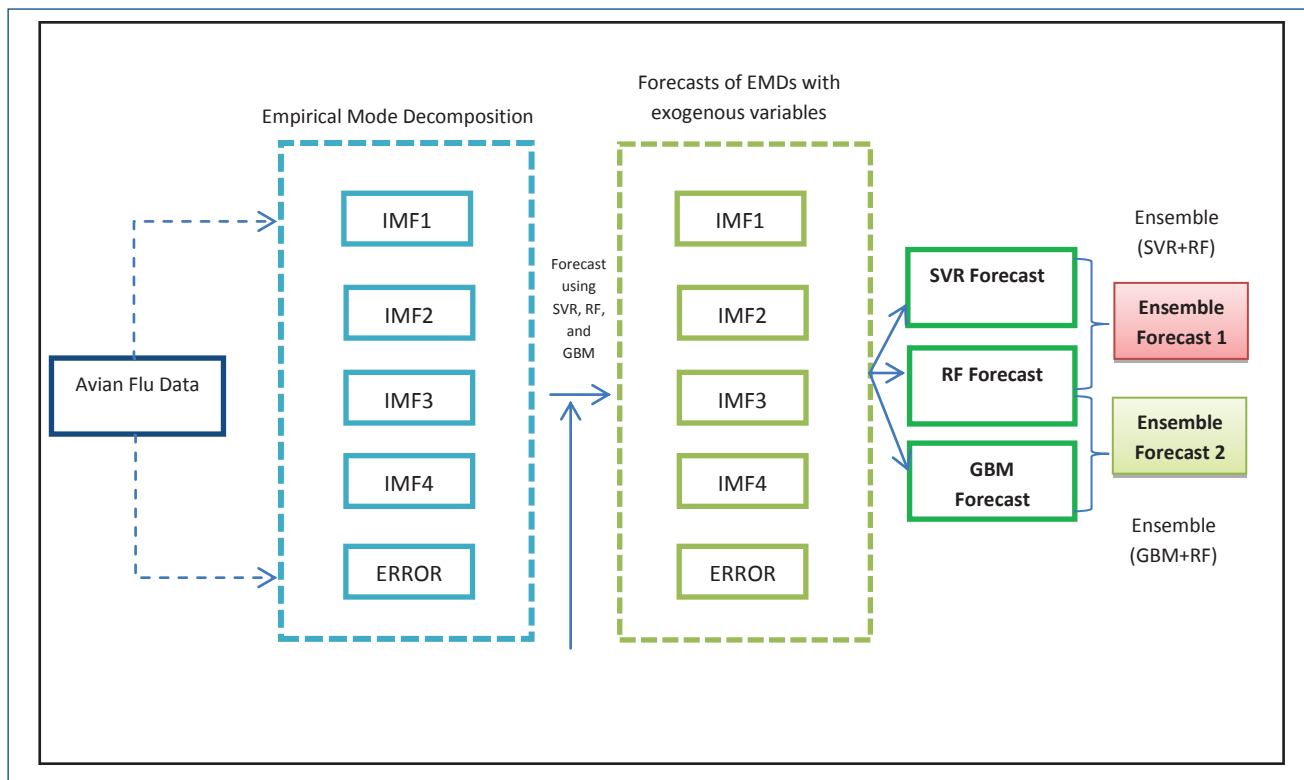 Avian Flu Data
Empirical Mode Decomposition
IMF1
IMF2
IMF3
IMF4
ERROR
Forecast
using
SVR, RF,
and
GBM
Forecasts of EMDs with
exogenous variables
IMF1
IMF2
IMF3
IMF4
ERROR
SVR Forecast
RF Forecast
GBM
Forecast
Ensemble
(SVR+RF)
Ensemble
Forecast 1
Ensemble
Forecast 2
Ensemble
(GBM+RF)